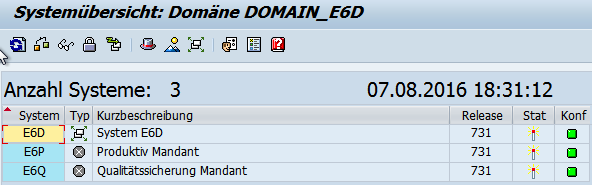 Systemübersicht: Domäne DOMAIN_E6D
Anzahl Systeme: 3 07.08.2016 18:31:12
System Typ Kurzbeschreibung Release Stat Konf
E6D System E6D 731
E6P Produktiv Mandant 731
E6Q Qualitätssicherung Mandant 731